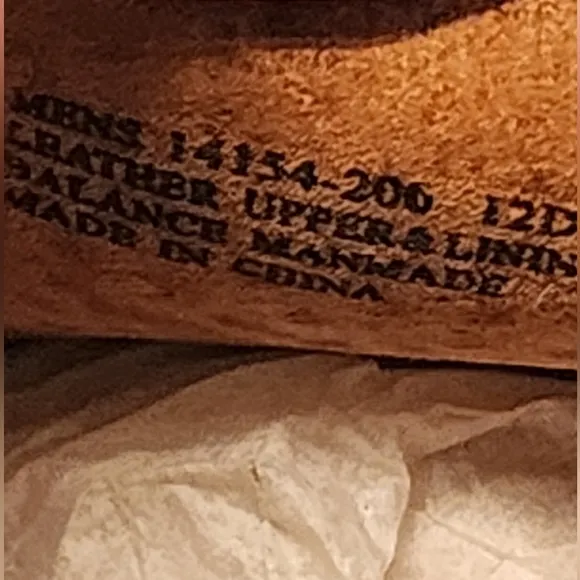 MENS 14154-200 12D
LEATHER UPPER & LININ
BALANCE MANMADE
MADE IN CHINA